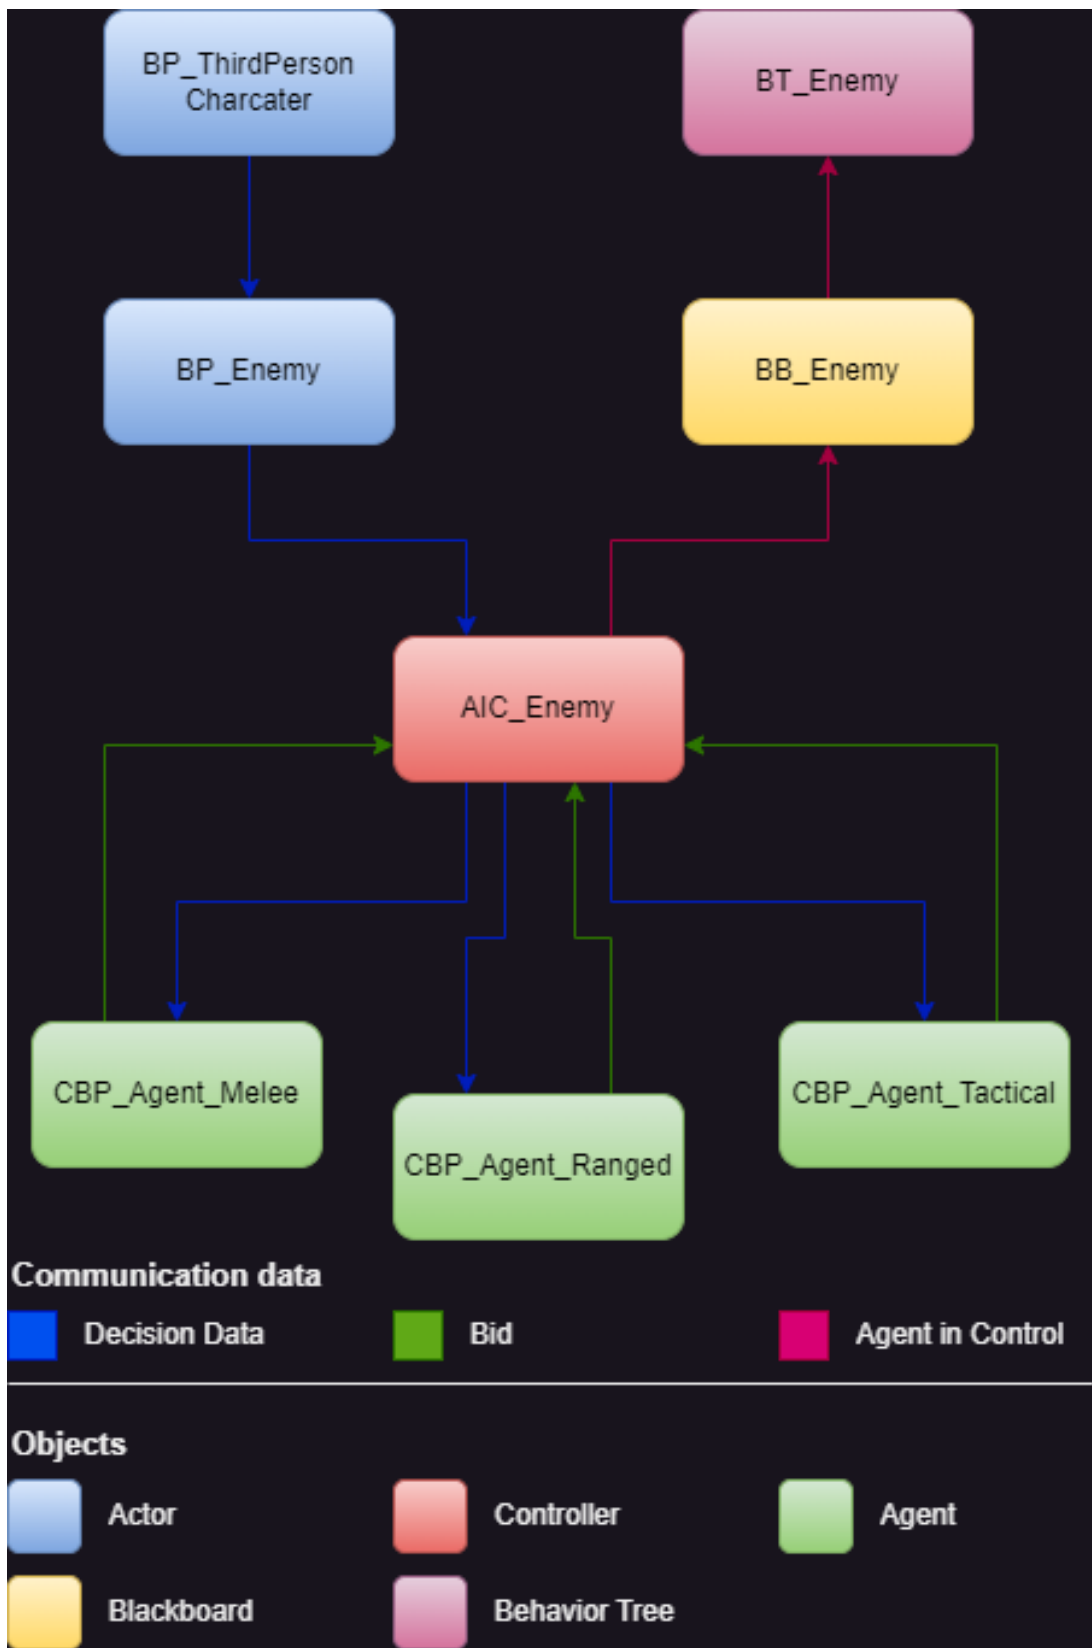 BP_ThirdPerson
Charcater
BT_Enemy
BP_Enemy
BB_Enemy
AIC_Enemy
CBP_Agent_Melee
CBP_Agent_Ranged
CBP_Agent_Tactical
Communication data
Decision Data
Bid
Agent in Control
Objects
Actor
Controller
Agent
Blackboard
Behavior Tree